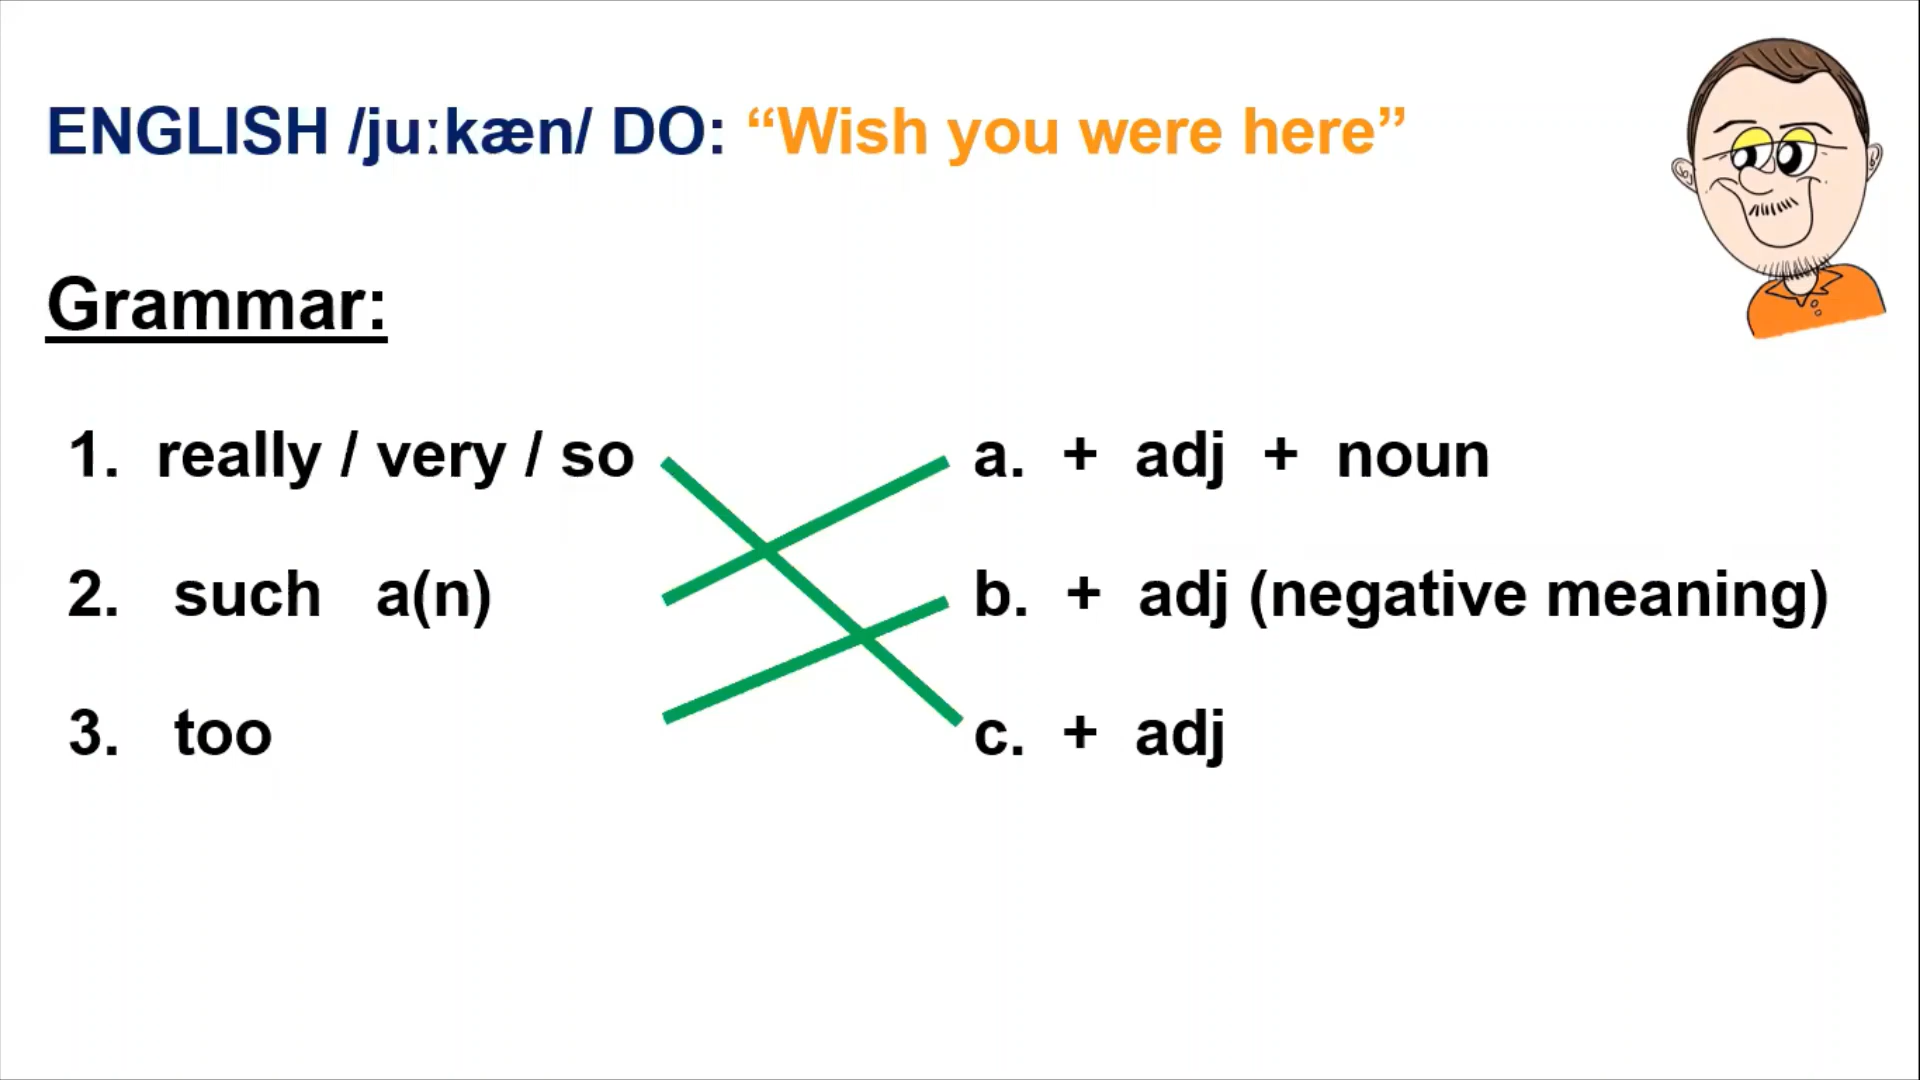 ENGLISH /juːkæn/ DO: “Wish you were here”
Grammar:
1. really / very / so
a. + adj + noun
2. such a(n)
b. + adj (negative meaning)
3. too
c. + adj